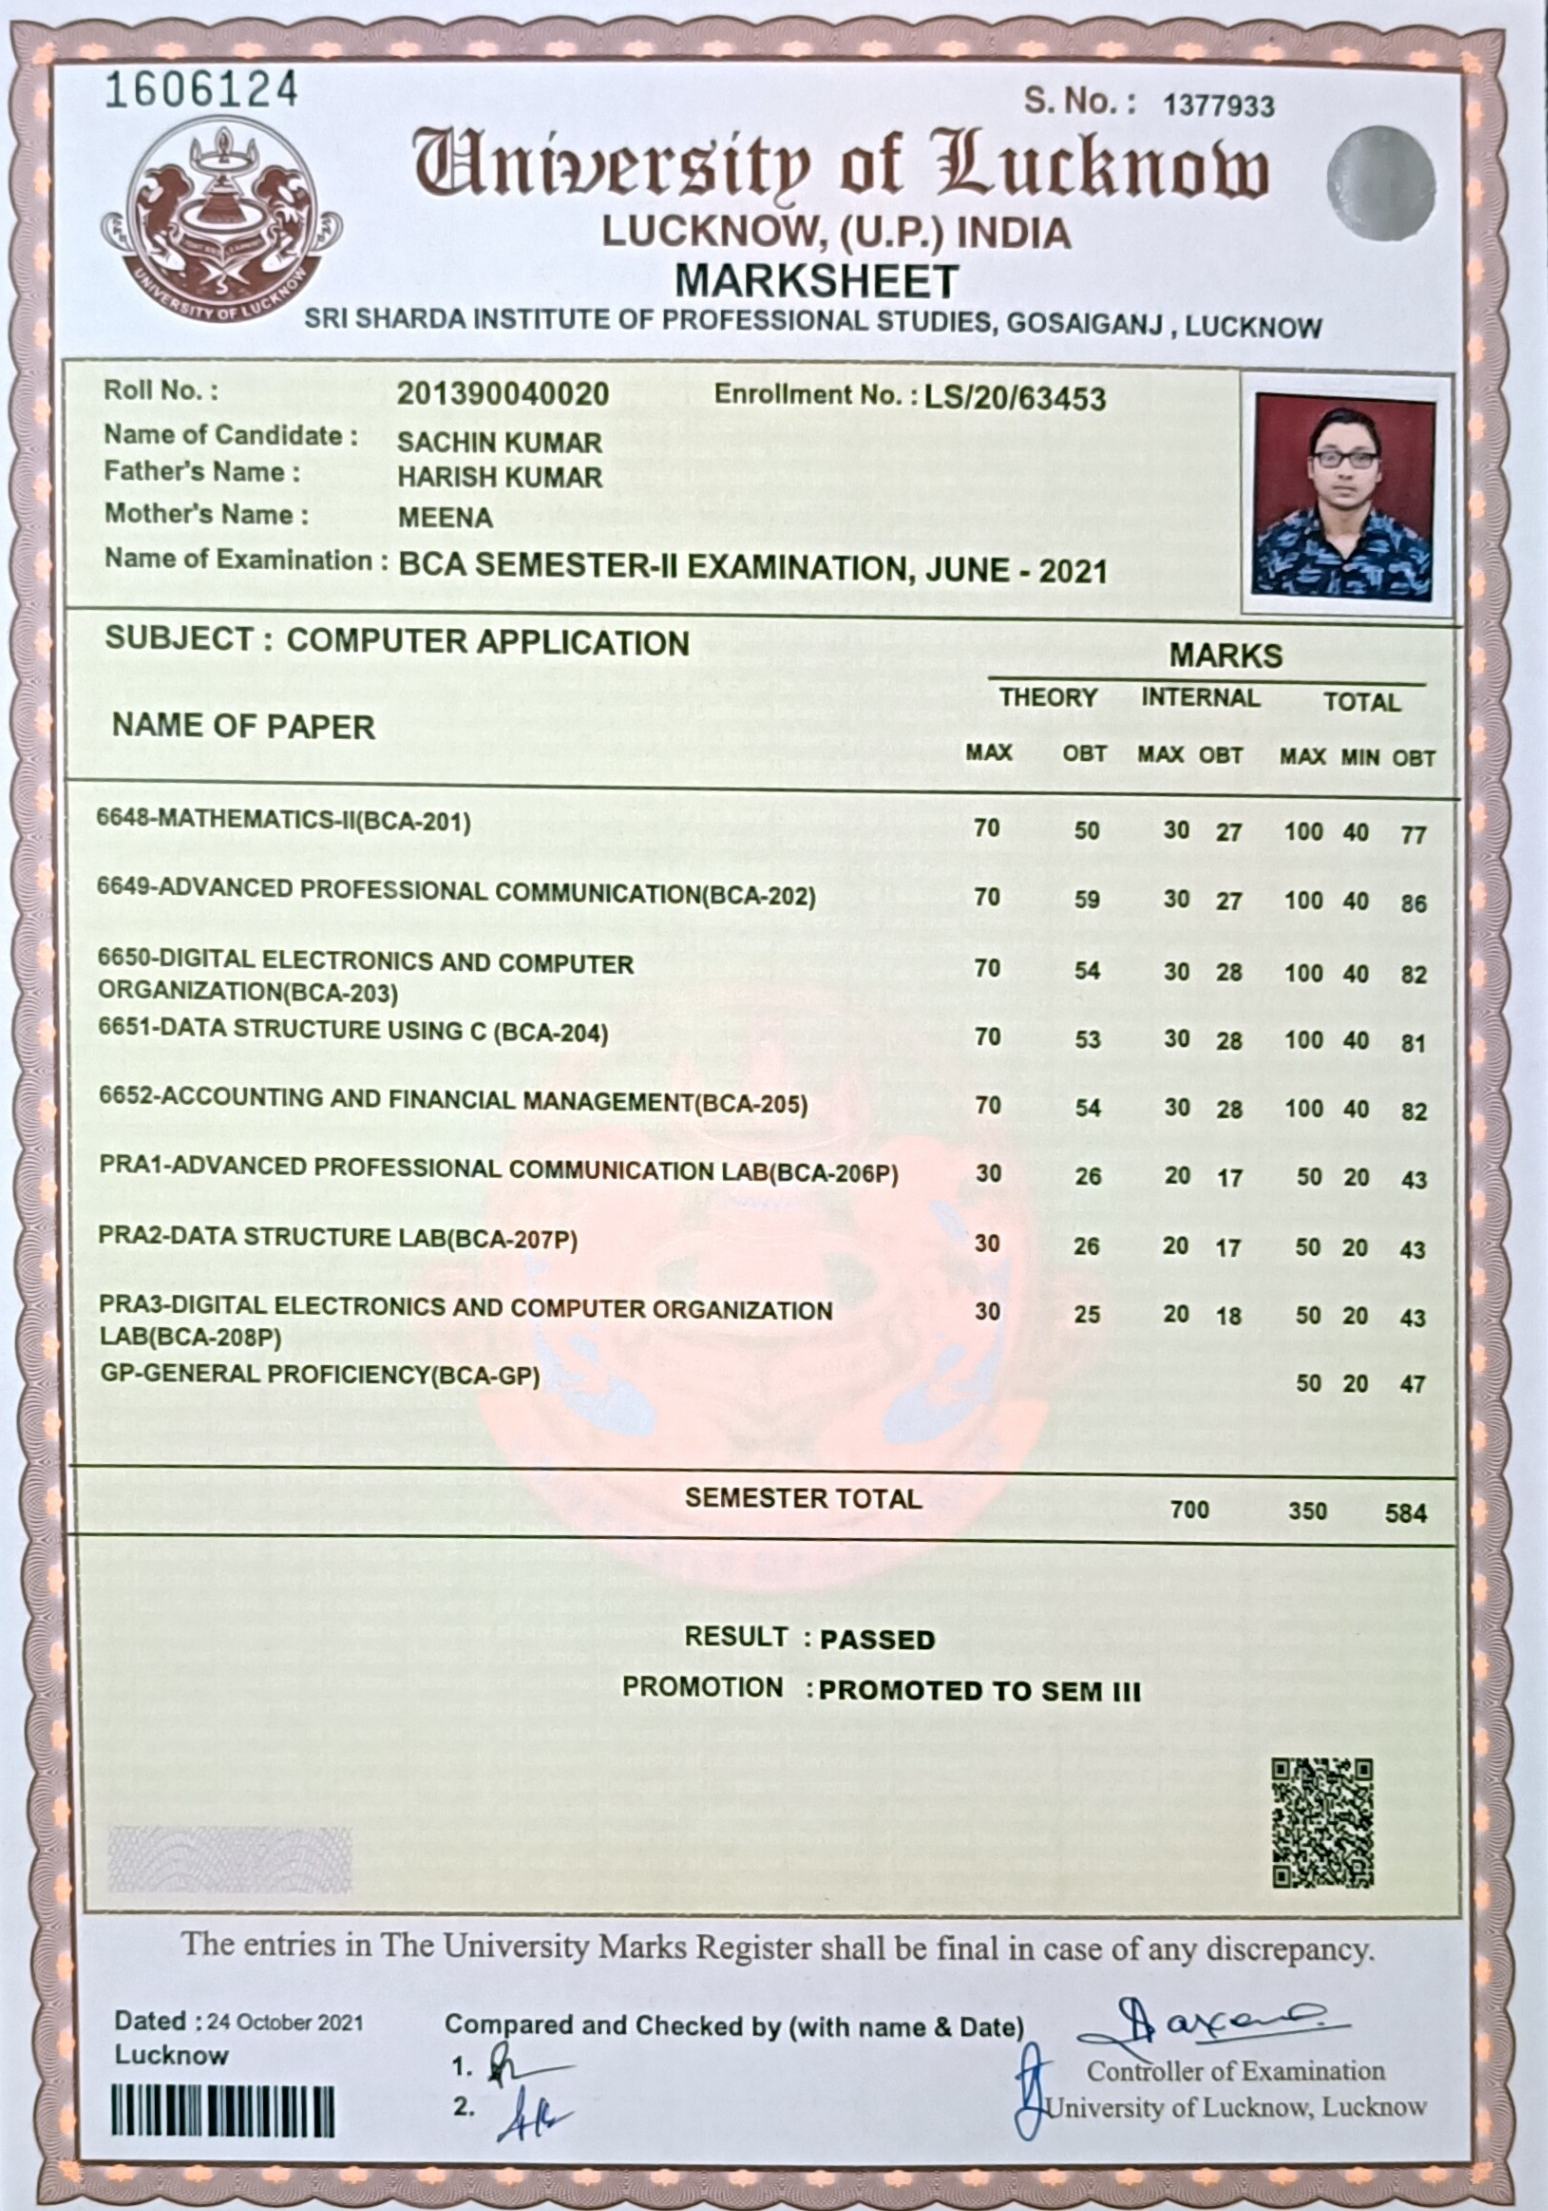 1606124
S. No. : 1377933
University of Lucknow
LUCKNOW, (U.P.) INDIA
MARKSHEET
SRI SHARDA INSTITUTE OF PROFESSIONAL STUDIES, GOSAIGANJ , LUCKNOW
UNIVERSITY OF LUCKNOW
Roll No. : 201390040020 Enrollment No. : LS/20/63453
Name of Candidate : SACHIN KUMAR
Father's Name : HARISH KUMAR
Mother's Name : MEENA
Name of Examination : BCA SEMESTER-II EXAMINATION, JUNE - 2021
SUBJECT : COMPUTER APPLICATION
MARKS
THEORY INTERNAL TOTAL
NAME OF PAPER
MAX OBT MAX OBT MAX MIN OBT
6648-MATHEMATICS-II(BCA-201) 70 50 30 27 100 40 77
6649-ADVANCED PROFESSIONAL COMMUNICATION(BCA-202) 70 59 30 27 100 40 86
6650-DIGITAL ELECTRONICS AND COMPUTER 70 54 30 28 100 40 82
ORGANIZATION(BCA-203)
6651-DATA STRUCTURE USING C (BCA-204) 70 53 30 28 100 40 81
6652-ACCOUNTING AND FINANCIAL MANAGEMENT(BCA-205) 70 54 30 28 100 40 82
PRA1-ADVANCED PROFESSIONAL COMMUNICATION LAB(BCA-206P) 30 26 20 17 50 20 43
PRA2-DATA STRUCTURE LAB(BCA-207P) 30 26 20 17 50 20 43
PRA3-DIGITAL ELECTRONICS AND COMPUTER ORGANIZATION 30 25 20 18 50 20 43
LAB(BCA-208P)
GP-GENERAL PROFICIENCY(BCA-GP) 50 20 47
SEMESTER TOTAL 700 350 584
RESULT : PASSED
PROMOTION : PROMOTED TO SEM III
The entries in The University Marks Register shall be final in case of any discrepancy.
Dated : 24 October 2021
Lucknow
Compared and Checked by (with name & Date)
1.
2.
Controller of Examination
University of Lucknow, Lucknow